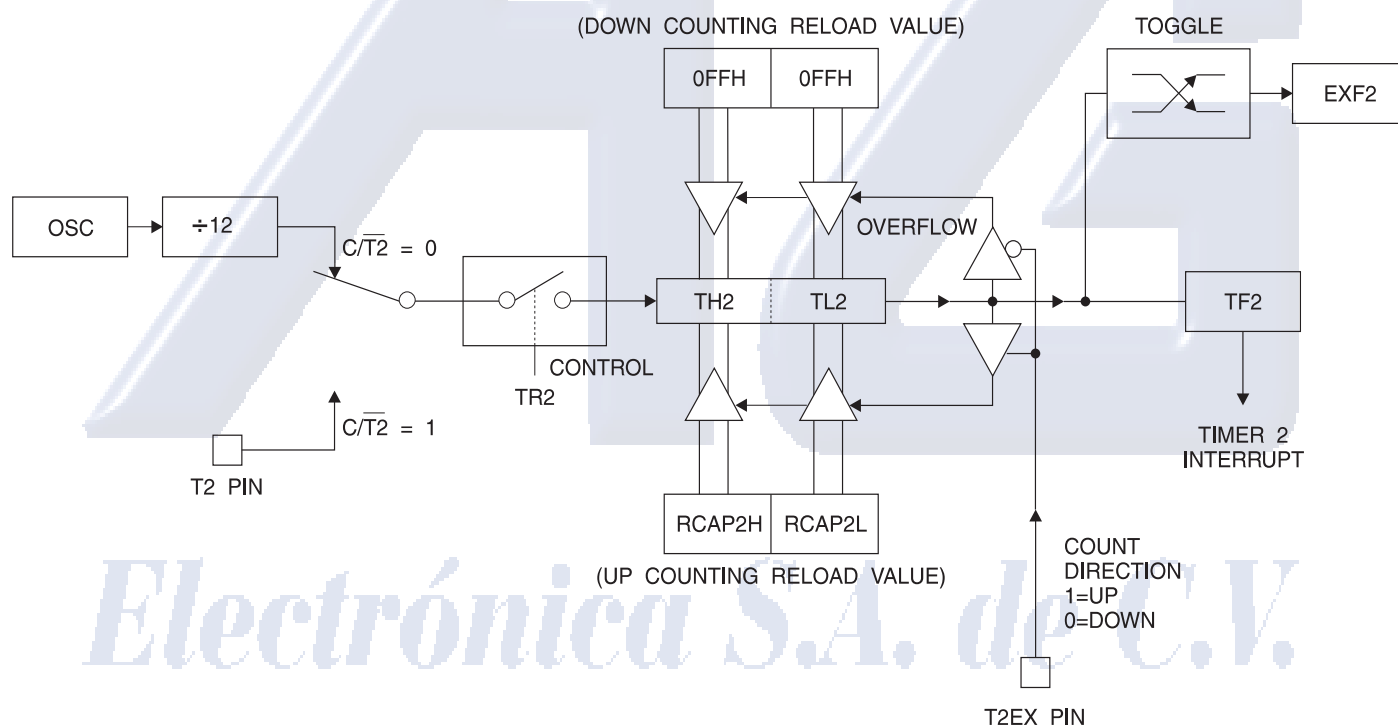 (DOWN COUNTING RELOAD VALUE)
TOGGLE
0FFH
0FFH
EXF2
OSC
÷12
C/T2̅ = 0
OVERFLOW
TH2
TL2
TF2
CONTROL
TR2
C/T2̅ = 1
T2 PIN
TIMER 2
INTERRUPT
RCAP2H
RCAP2L
(UP COUNTING RELOAD VALUE)
COUNT
DIRECTION
1=UP
0=DOWN
Electrónica S.A. de C.V.
T2EX PIN